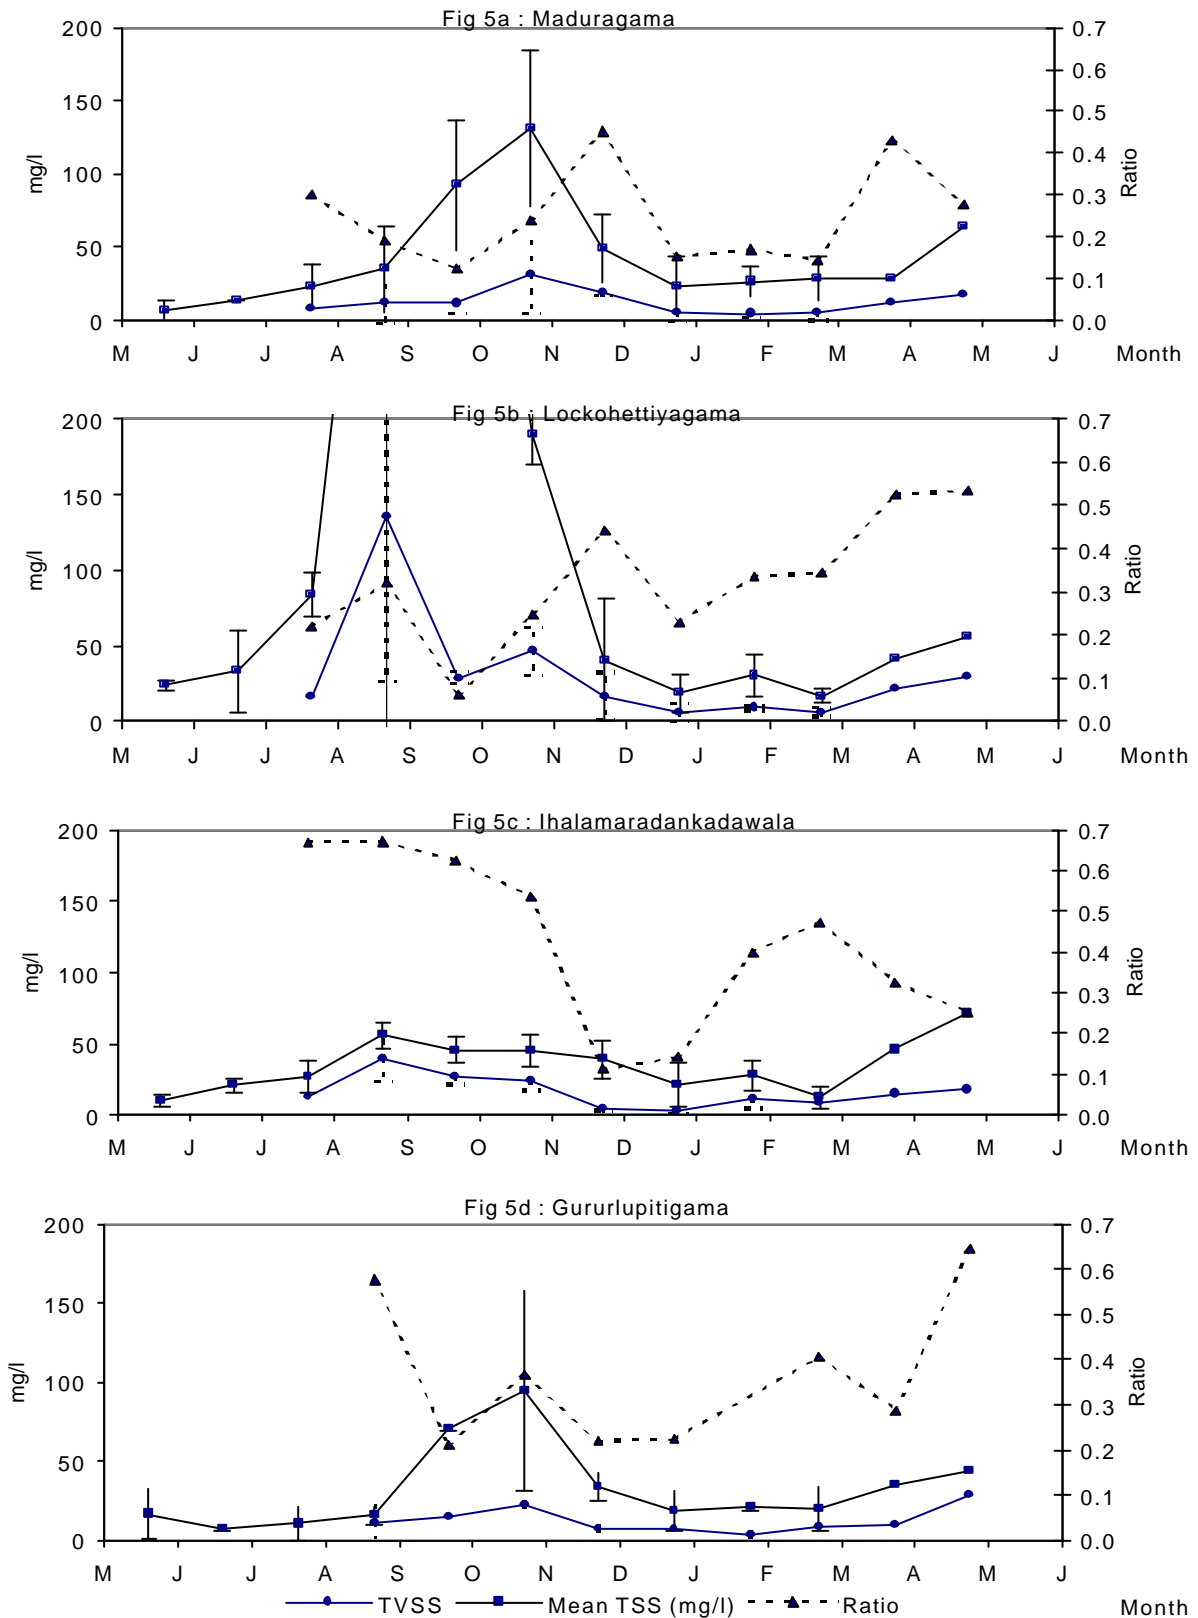 Fig 5a : Maduragama
200 0.7
0.6
150
0.5
mg/l 100 0.4 Ratio
0.3
50 0.2
0.1
0 0.0
M J J A S O N D J F M A M J Month
Fig 5b : Lockohettiyagama
200 0.7
0.6
150
0.5
mg/l 100 0.4 Ratio
0.3
50 0.2
0.1
0 0.0
M J J A S O N D J F M A M J Month
Fig 5c : Ihalamaradankadawala
200 0.7
0.6
150
0.5
mg/l 100 0.4 Ratio
0.3
50 0.2
0.1
0 0.0
M J J A S O N D J F M A M J Month
Fig 5d : Gururlupitigama
200 0.7
0.6
150
0.5
mg/l 100 0.4 Ratio
0.3
50 0.2
0.1
0 0.0
M J J A S O N D J F M A M J
TVSS Mean TSS (mg/l) Ratio Month